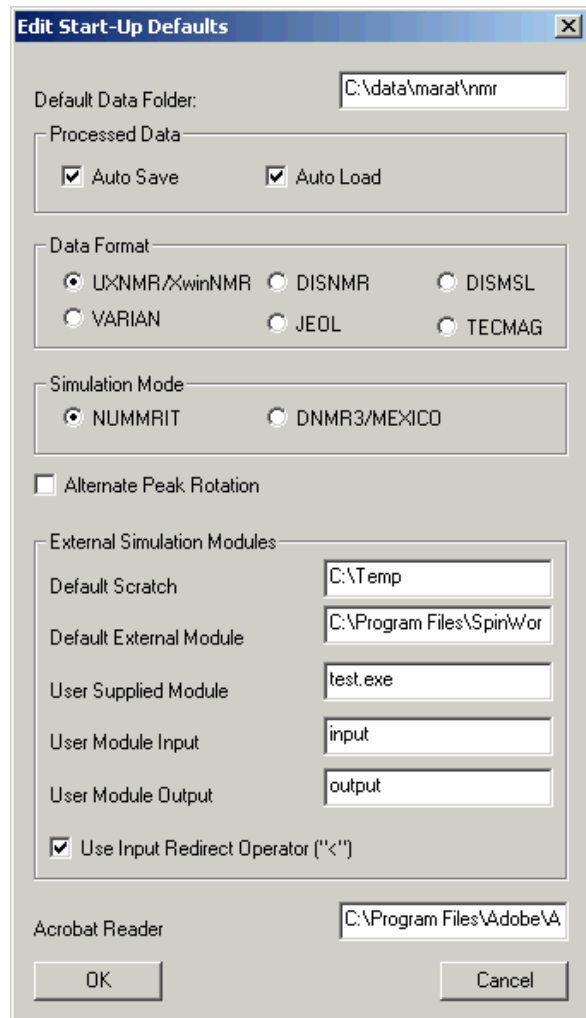 Edit Start-Up Defaults
Default Data Folder: C:\data\marat\nmr
Processed Data
Auto Save Auto Load
Data Format
UXNMR/XwinNMR DISNMR DISMSL
VARIAN JEOL TECMAG
Simulation Mode
NUMMRIT DNMR3/MEXICO
Alternate Peak Rotation
External Simulation Modules
Default Scratch C:\Temp
Default External Module C:\Program Files\SpinWor
User Supplied Module test.exe
User Module Input input
User Module Output output
Use Input Redirect Operator ("<")
Acrobat Reader C:\Program Files\Adobe\A
OK Cancel